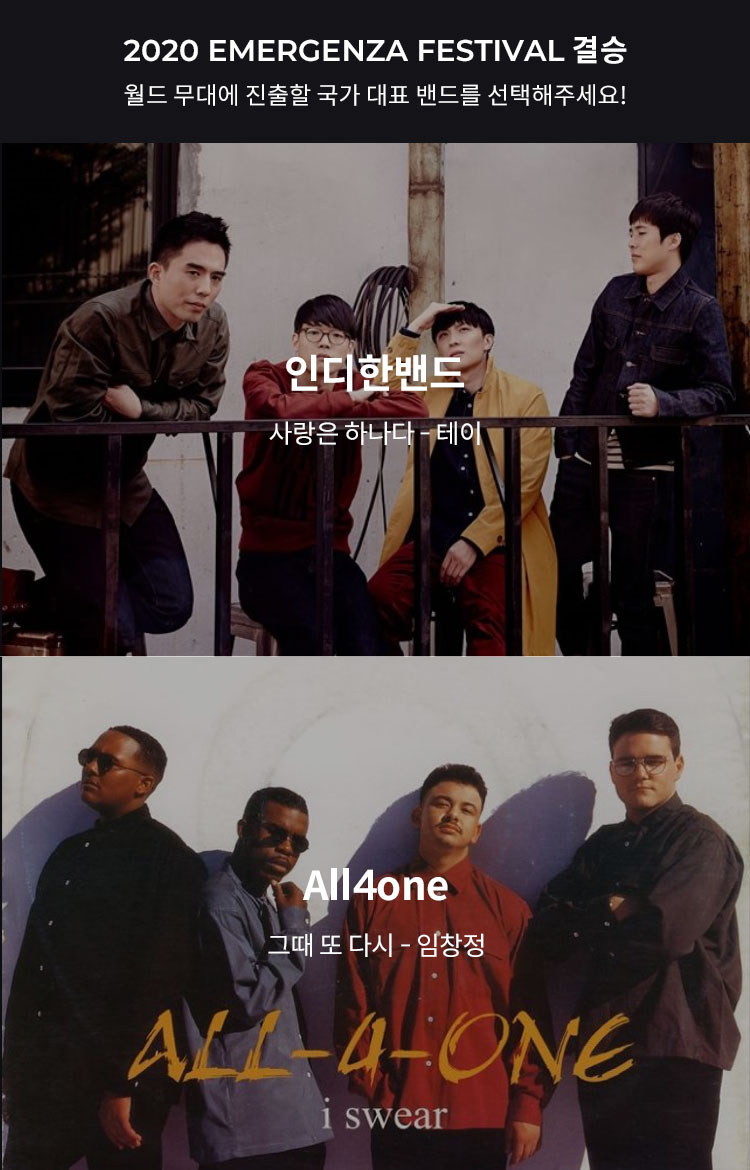 2020 EMERGENZA FESTIVAL 결승
월드 무대에 진출할 국가 대표 밴드를 선택해주세요!
인디한밴드
사랑은 하나다 - 테이
All4one
그때 또 다시 - 임창정
ALL-4-ONE
i swear